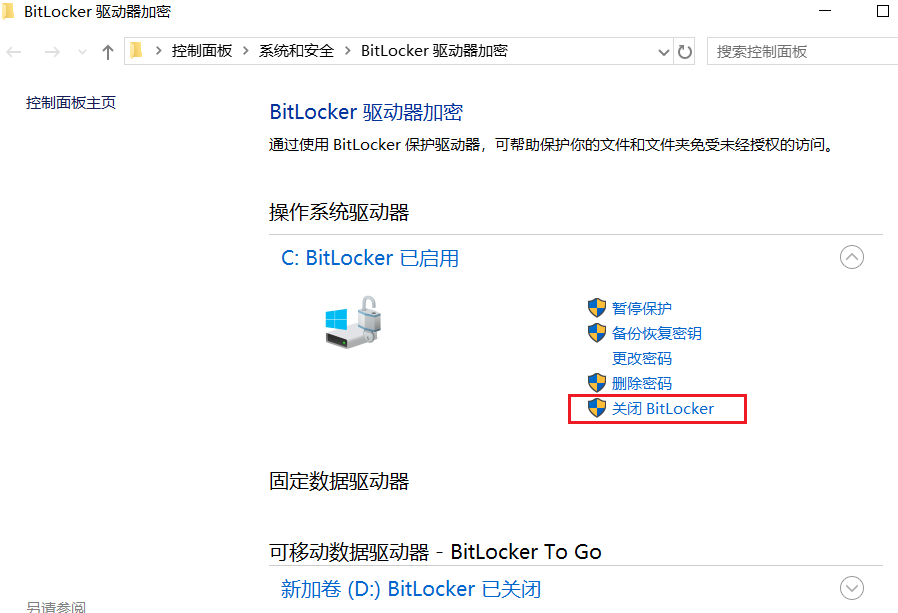 BitLocker 驱动器加密
控制面板 > 系统和安全 > BitLocker 驱动器加密
搜索控制面板
控制面板主页
BitLocker 驱动器加密
通过使用 BitLocker 保护驱动器，可帮助保护你的文件和文件夹免受未经授权的访问。
操作系统驱动器
C: BitLocker 已启用
暂停保护
备份恢复密钥
更改密码
删除密码
关闭 BitLocker
固定数据驱动器
可移动数据驱动器 - BitLocker To Go
新加卷 (D:) BitLocker 已关闭
另请参阅